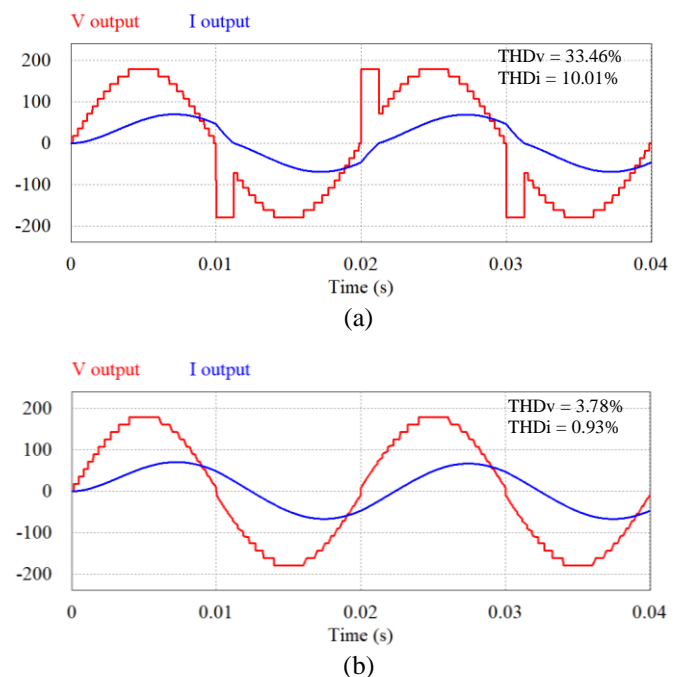 V output I output
200
THDv = 33.46%
THDi = 10.01%
100
0
-100
-200
0 0.01 0.02 0.03 0.04
Time (s)
(a)
V output I output
200
THDv = 3.78%
THDi = 0.93%
100
0
-100
-200
0 0.01 0.02 0.03 0.04
Time (s)
(b)